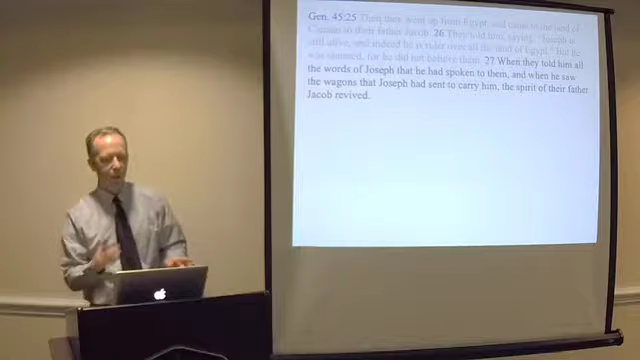 Gen. 45:25 Then they went up from Egypt, and came to the land of
Canaan to their father Jacob. 26 They told him, saying, "Joseph is
still alive, and indeed he is ruler over all the land of Egypt." But he
was stunned, for he did not believe them. 27 When they told him all
the words of Joseph that he had spoken to them, and when he saw
the wagons that Joseph had sent to carry him, the spirit of their father
Jacob revived.